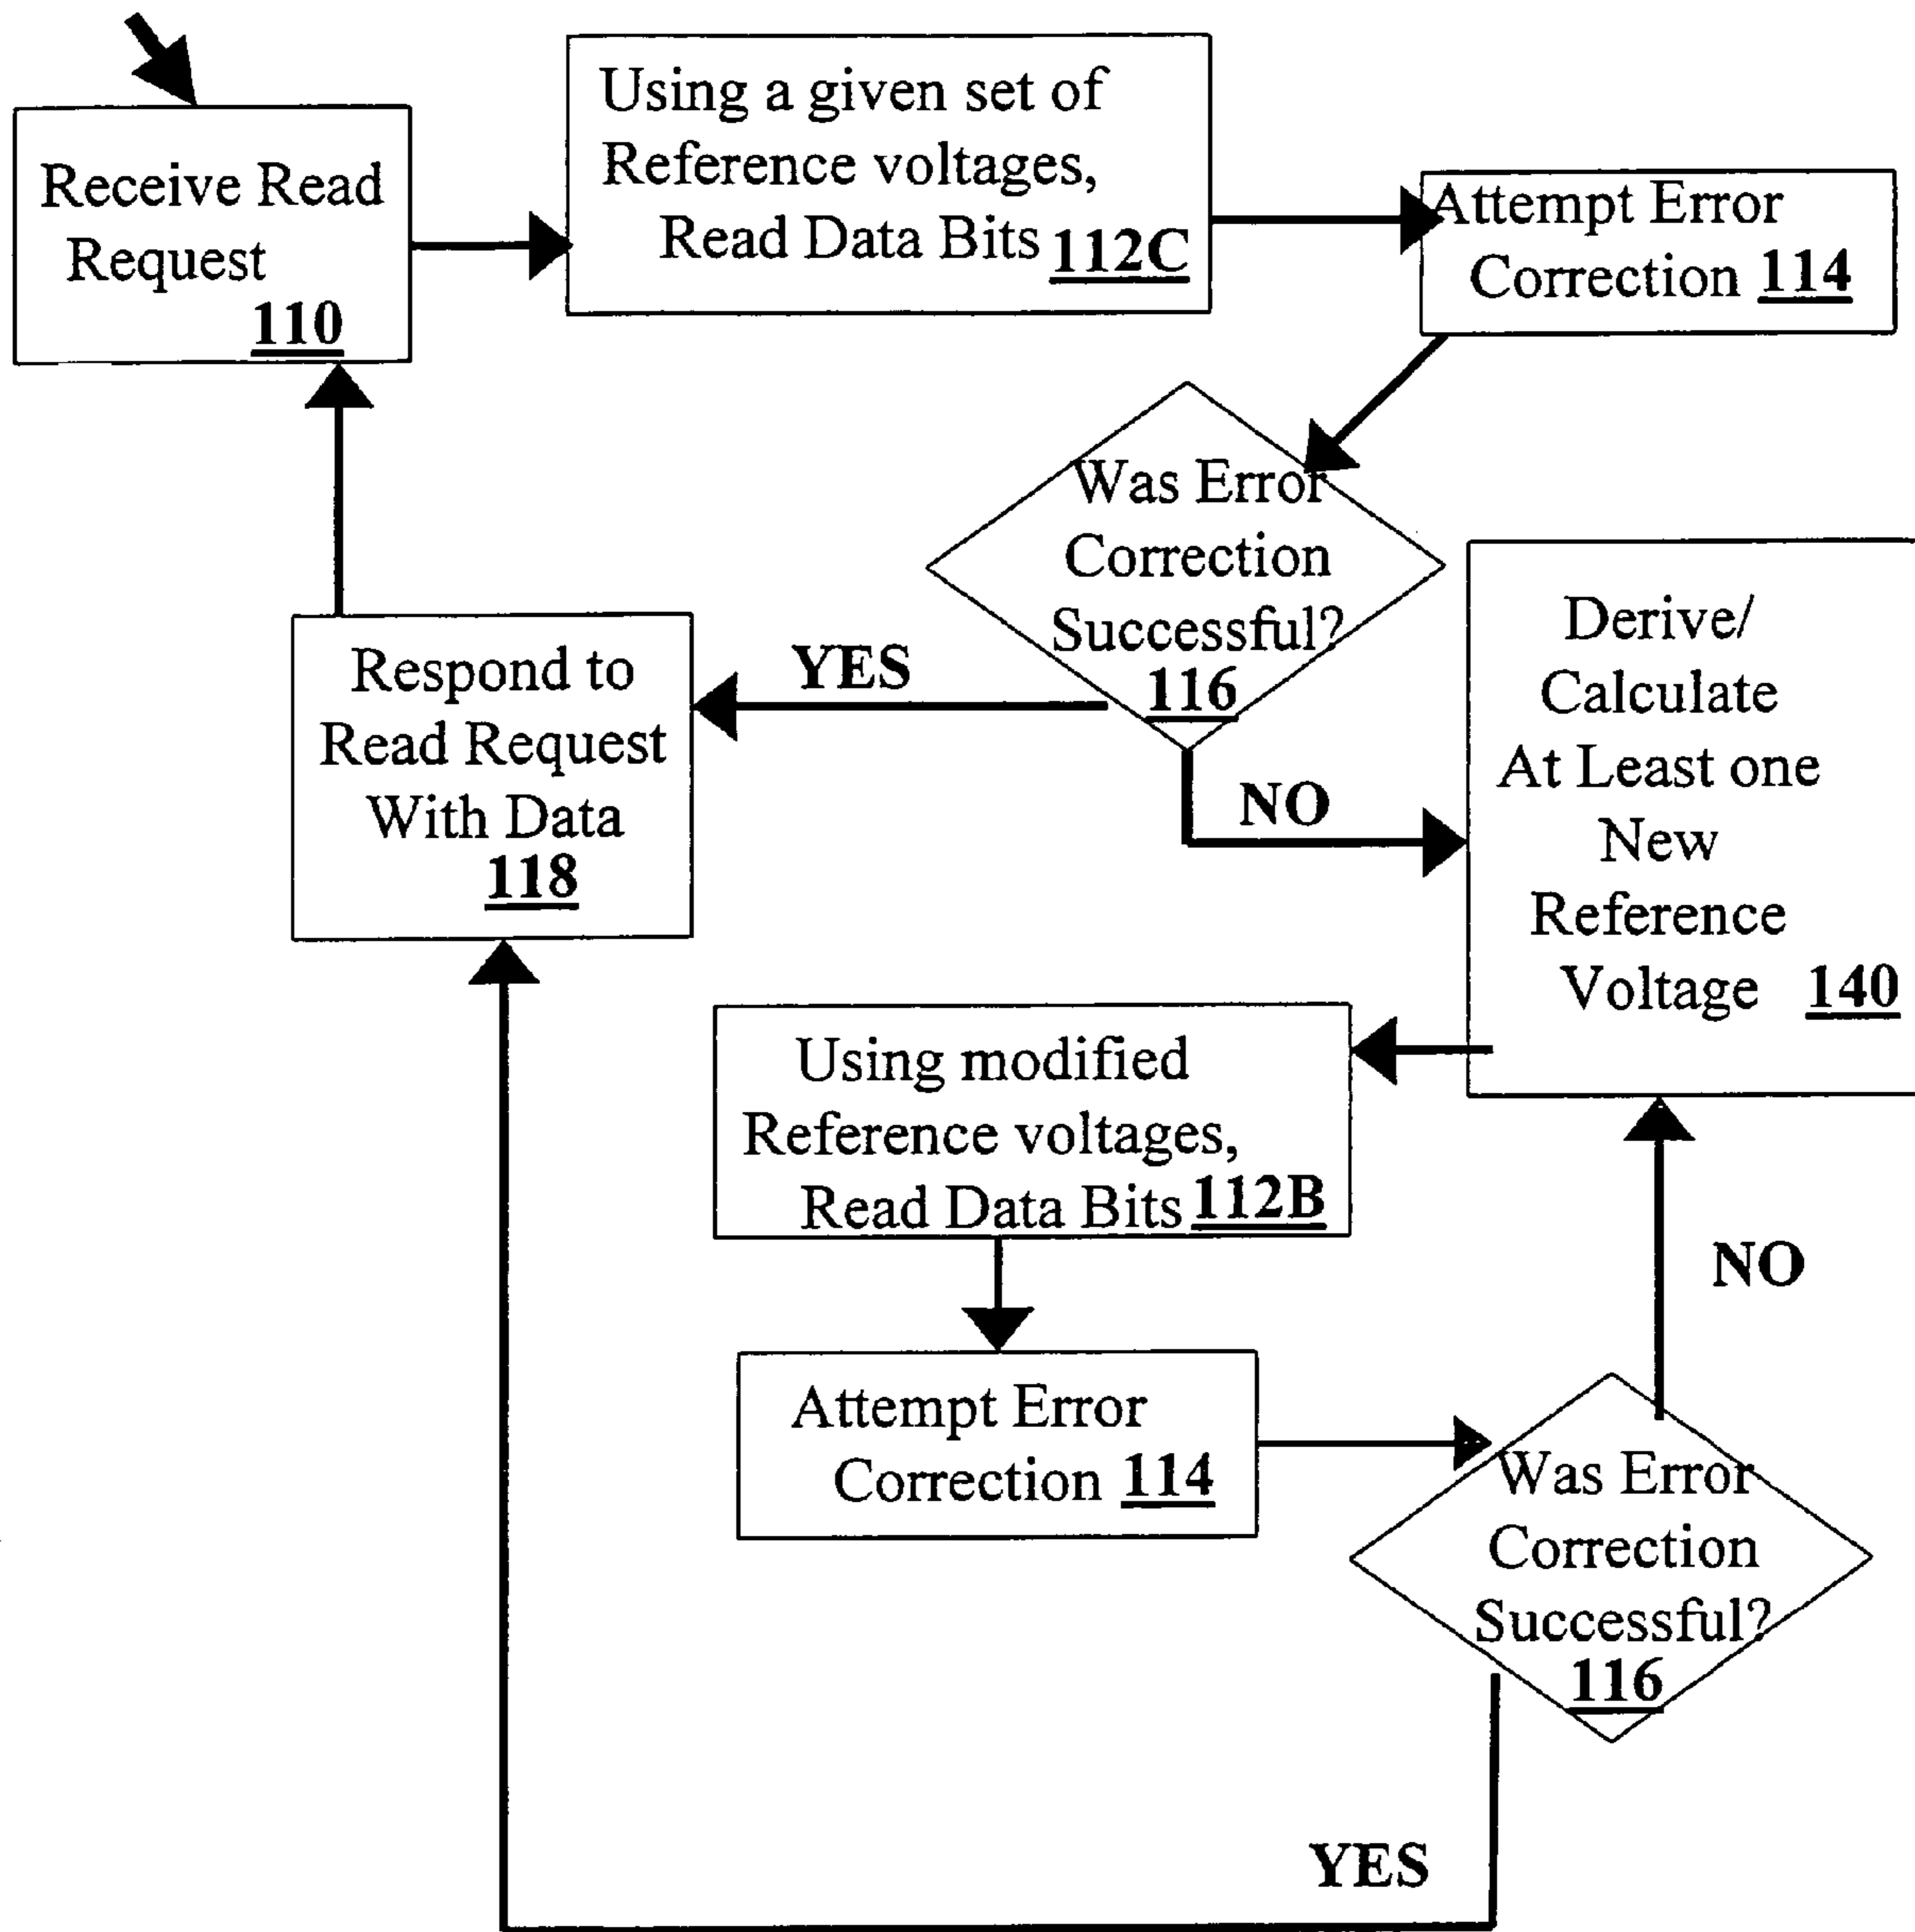 Receive Read
Request
110
Using a given set of
Reference voltages,
Read Data Bits 112C
Attempt Error
Correction 114
Was Error
Correction
Successful?
116
YES
NO
Respond to
Read Request
With Data
118
Derive/
Calculate
At Least one
New
Reference
Voltage 140
Using modified
Reference voltages,
Read Data Bits 112B
Attempt Error
Correction 114
Was Error
Correction
Successful?
116
NO
YES